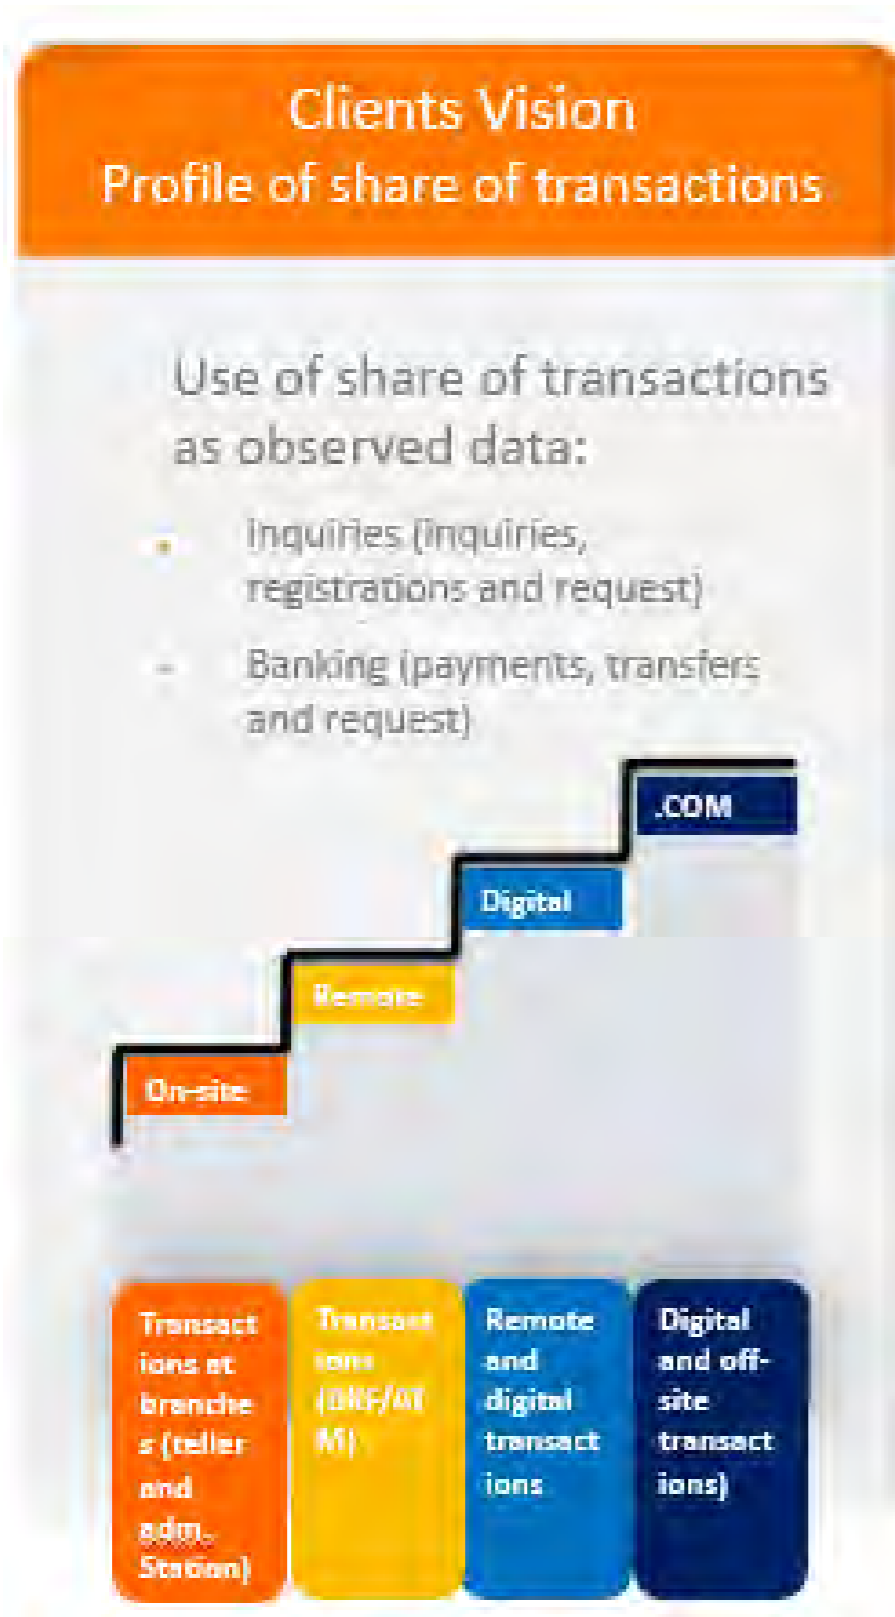 Clients Vision
Profile of share of transactions
Use of share of transactions
as observed data:
Inquiries (inquiries,
registrations and request)
Banking (payments, transfers
and request)
.COM
Digital
Remote
On-site
Transact
ions at
branche
s (teller
and
adm.
Station)
Transact
ions
M)
Remote
and
digital
transact
ions
Digital
and off-
site
transact
ions)